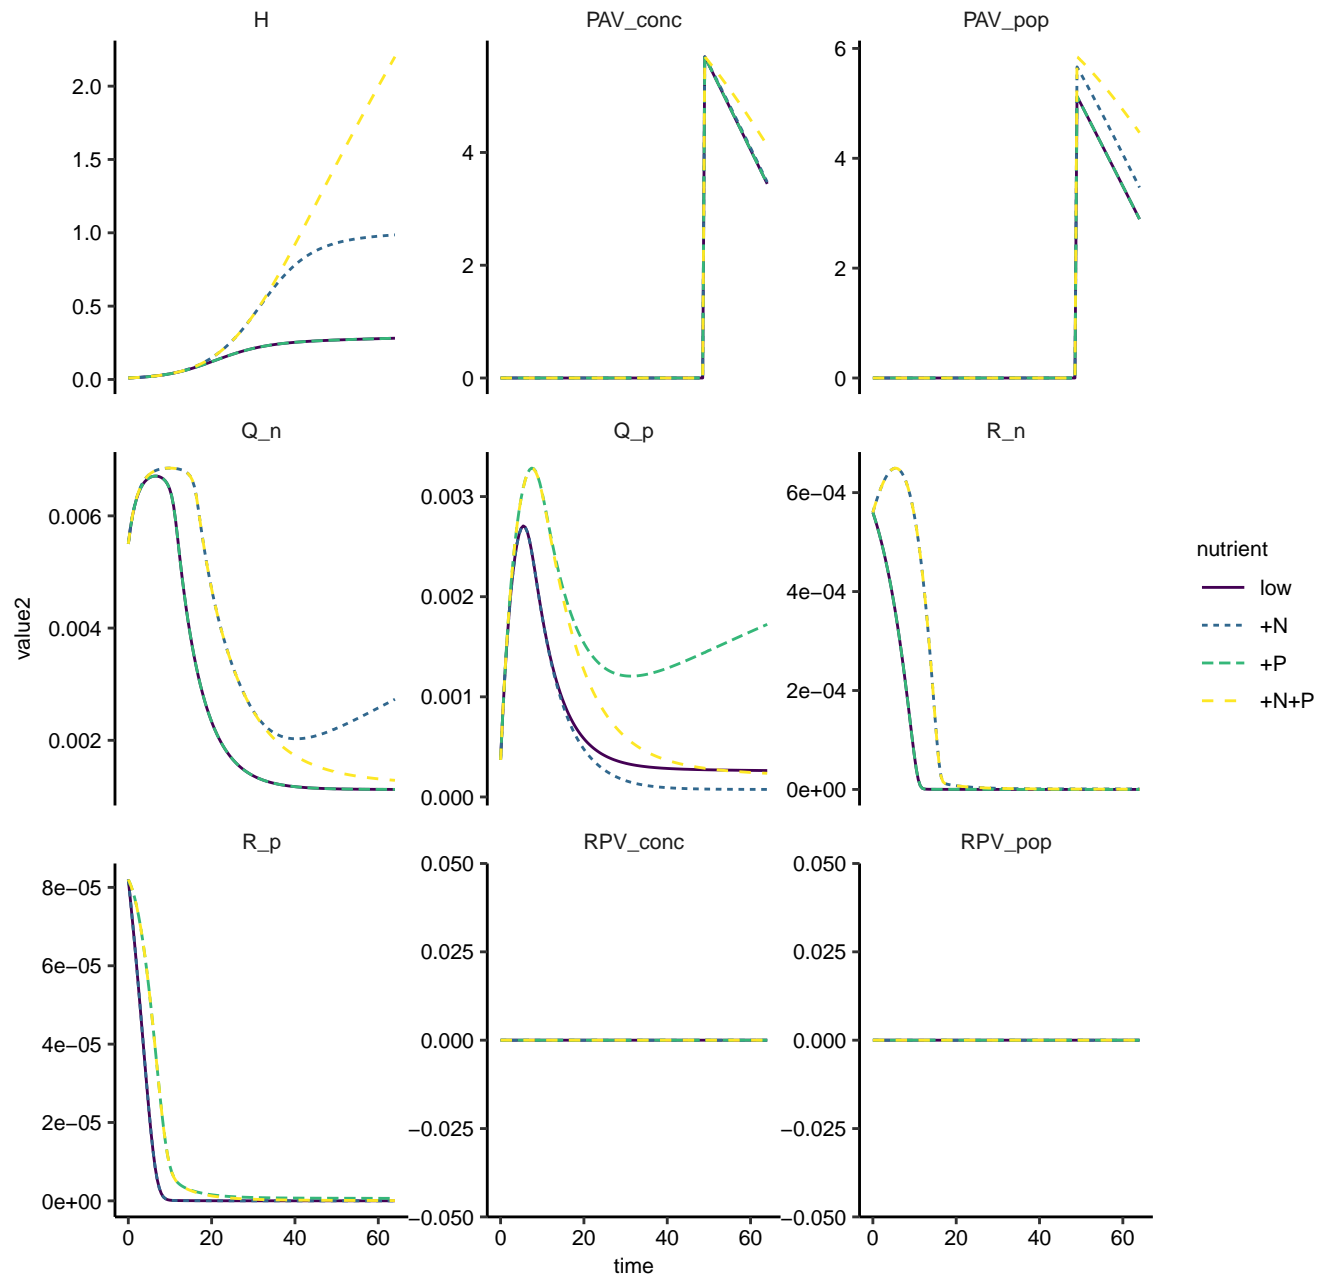 H PAV_conc PAV_pop
2.0
1.5
1.0
0.5
0.0
4
2
0
6
4
2
0
Q_n Q_p R_n
0.006
0.004
0.002
0.003
0.002
0.001
0.000
6e−04
4e−04
2e−04
0e+00
R_p RPV_conc RPV_pop
8e−05
6e−05
4e−05
2e−05
0e+00
0.050
0.025
0.000
−0.025
−0.050
0.050
0.025
0.000
−0.025
−0.050
0 20 40 60 0 20 40 60 0 20 40 60
time
value2
nutrient
low
+N
+P
+N+P